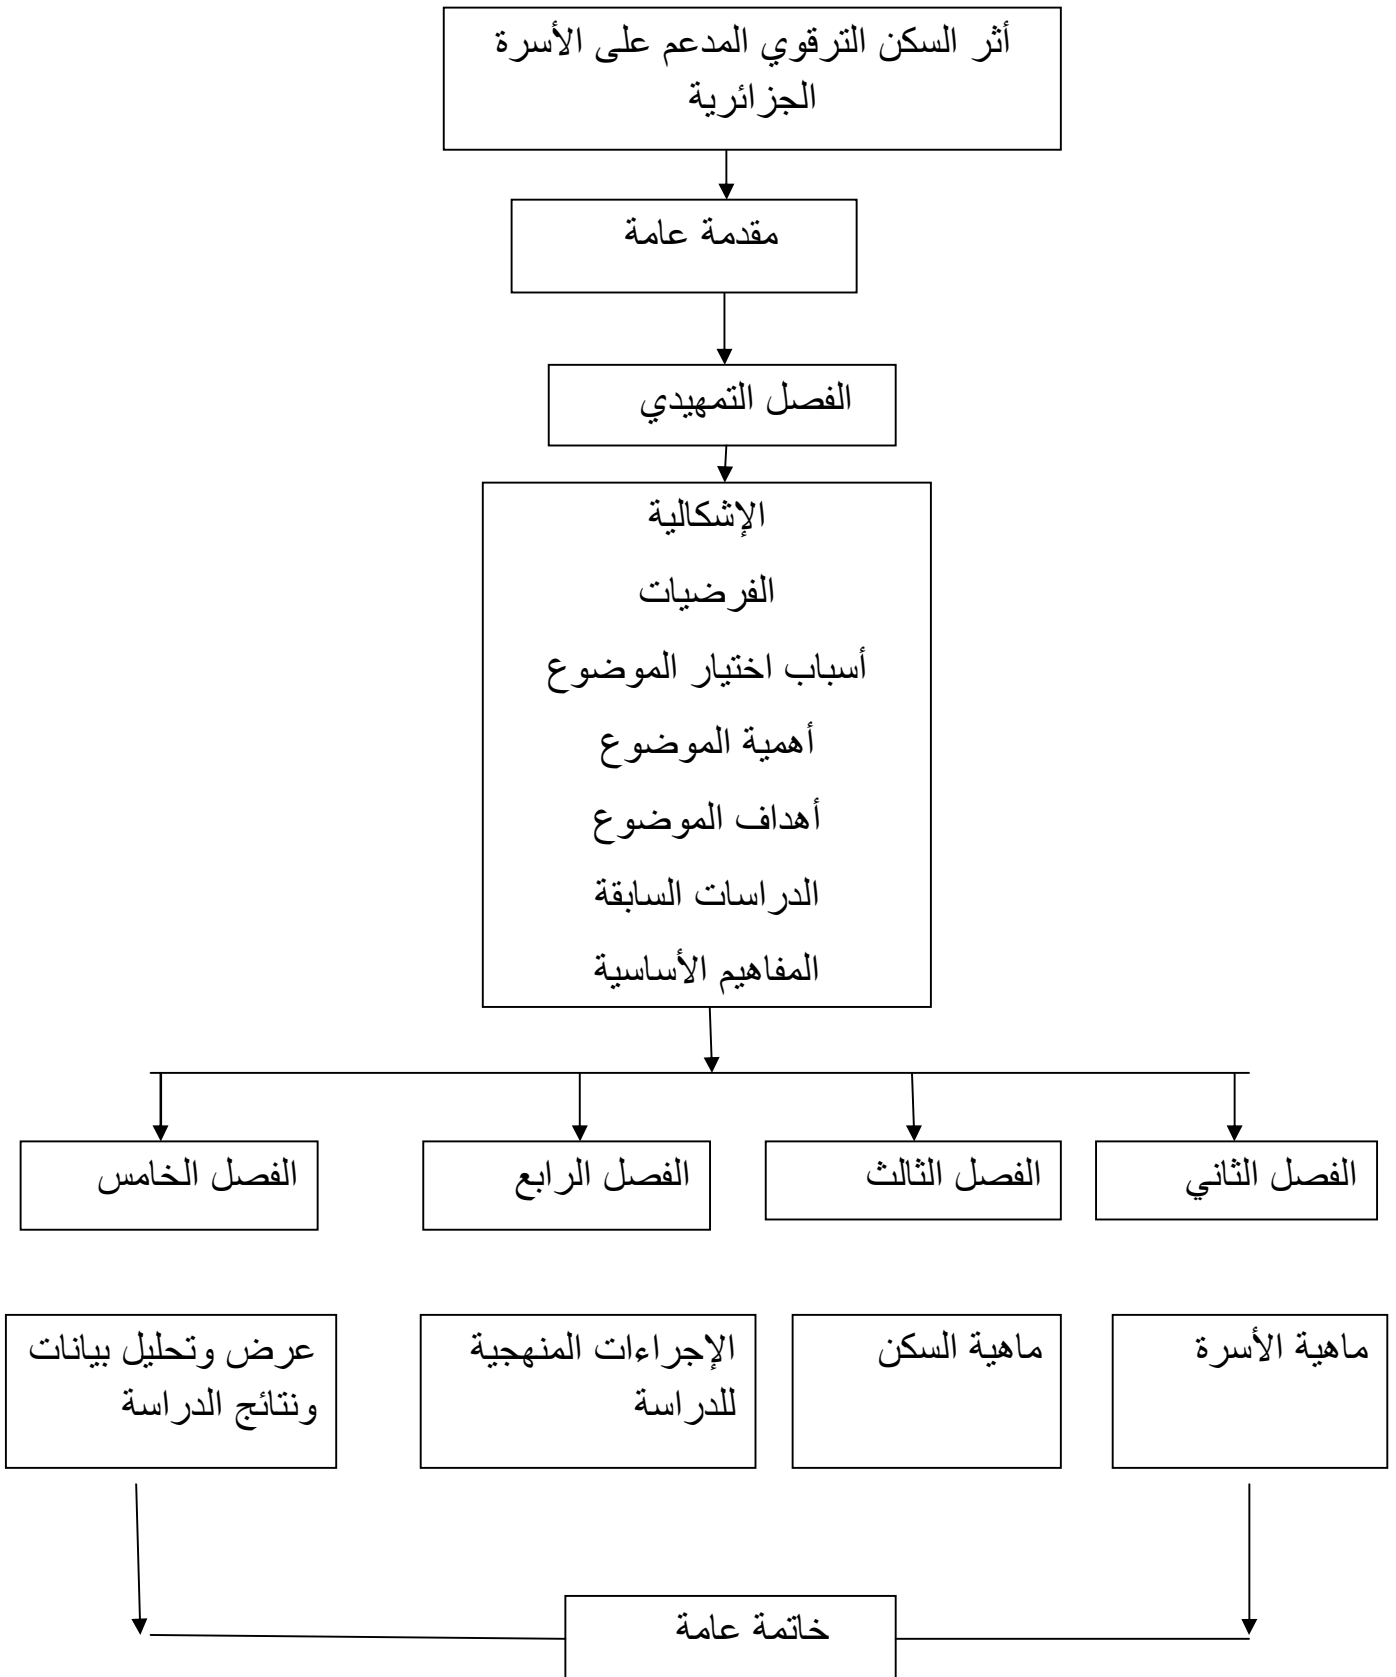 أثر السكن الترقوي المدعم على الأسرة
الجزائرية
مقدمة عامة
الفصل التمهيدي
الإشكالية
الفرضيات
أسباب اختيار الموضوع
أهمية الموضوع
أهداف الموضوع
الدراسات السابقة
المفاهيم الأساسية
الفصل الثاني
الفصل الثالث
الفصل الرابع
الفصل الخامس
ماهية الأسرة
ماهية السكن
الإجراءات المنهجية
للدراسة
عرض وتحليل بيانات
ونتائج الدراسة
خاتمة عامة